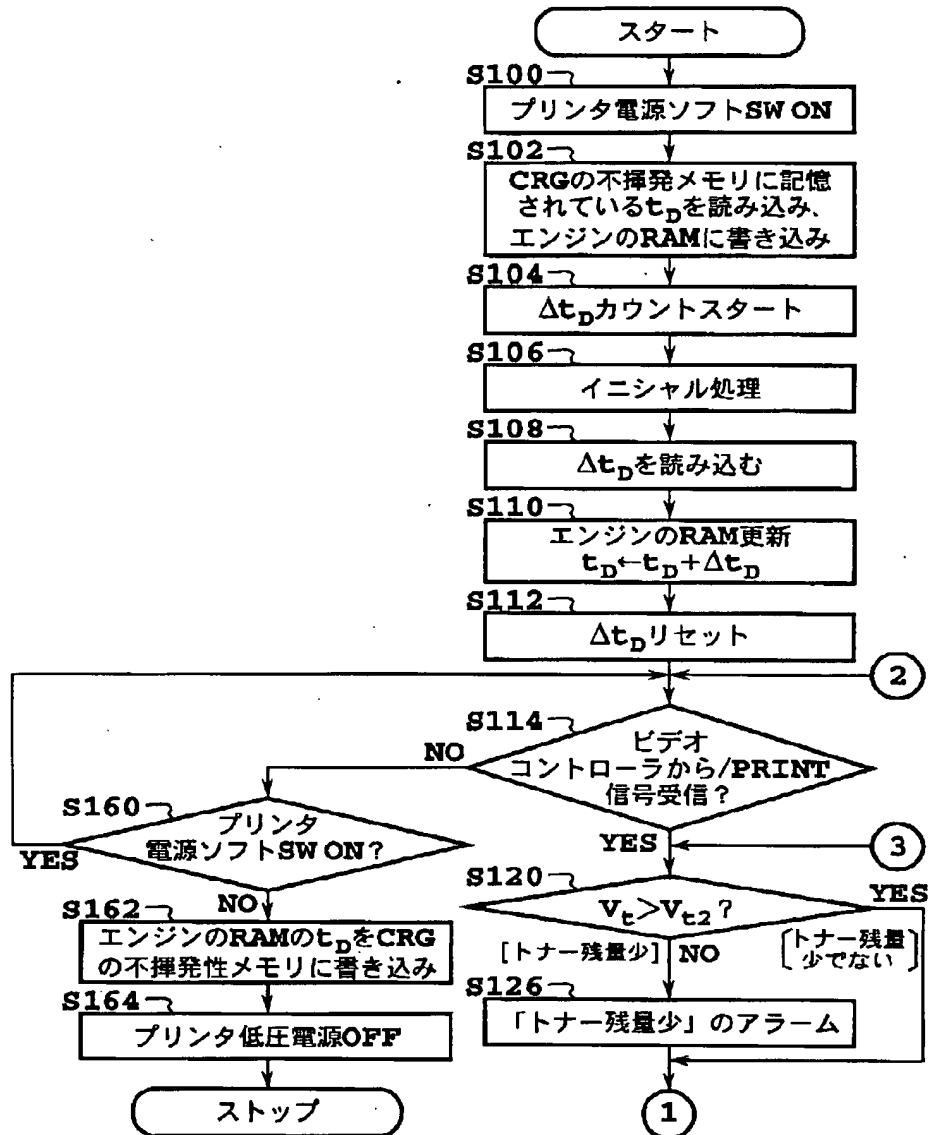 スタート
S100
プリンタ電源ソフトSW ON
S102
CRGの不揮発メモリに記憶
されているtDを読み込み、
エンジンのRAMに書き込み
S104
ΔtDカウントスタート
S106
イニシャル処理
S108
ΔtDを読み込む
S110
エンジンのRAM更新
tD←tD+ΔtD
S112
ΔtDリセット
2
S114
ビデオ
コントローラから/PRINT
信号受信?
NO
YES
S160
プリンタ
電源ソフトSW ON?
YES
NO
3
S120
Vt>Vt2?
YES
[トナー残量少] NO
[トナー残量
少でない]
S162
エンジンのRAMのtDをCRG
の不揮発性メモリに書き込み
S126
「トナー残量少」のアラーム
S164
プリンタ低圧電源OFF
ストップ
1